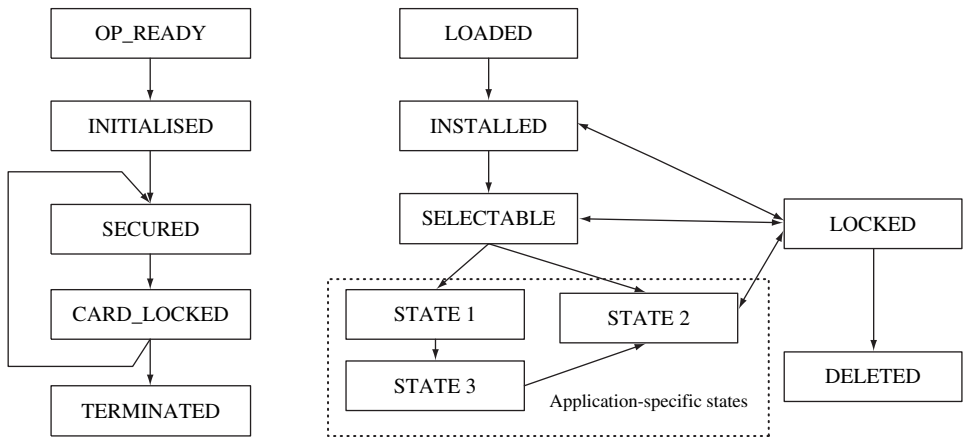 OP_READY
INITIALISED
SECURED
CARD_LOCKED
TERMINATED
LOADED
INSTALLED
SELECTABLE
STATE 1
STATE 2
STATE 3
Application-specific states
LOCKED
DELETED